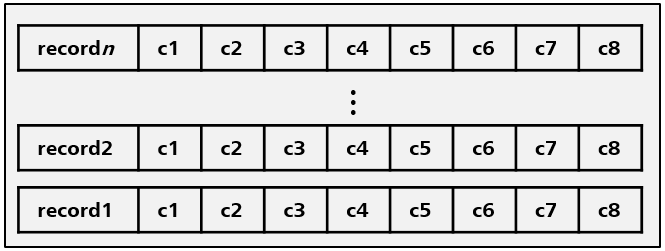 recordn c1 c2 c3 c4 c5 c6 c7 c8
⋮
record2 c1 c2 c3 c4 c5 c6 c7 c8
record1 c1 c2 c3 c4 c5 c6 c7 c8